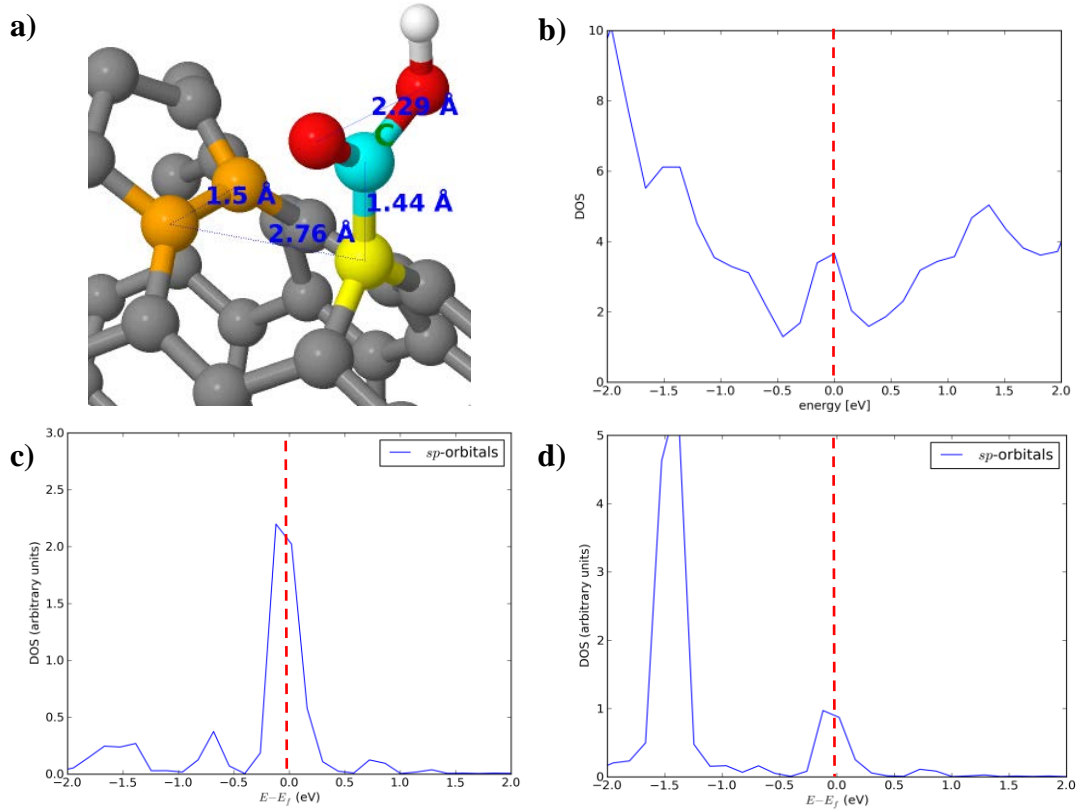 a)
2.29 Å
C
1.5 Å
1.44 Å
2.76 Å
b)
10
8
6
4
2
0
DOS
−2.0 −1.5 −1.0 −0.5 0.0 0.5 1.0 1.5 2.0
energy [eV]
c)
sp-orbitals
3.0
2.5
2.0
1.5
1.0
0.5
0.0
DOS (arbitrary units)
−2.0 −1.5 −1.0 −0.5 0.0 0.5 1.0 1.5 2.0
E−E_f (eV)
d)
sp-orbitals
5
4
3
2
1
0
DOS (arbitrary units)
−2.0 −1.5 −1.0 −0.5 0.0 0.5 1.0 1.5 2.0
E−E_f (eV)